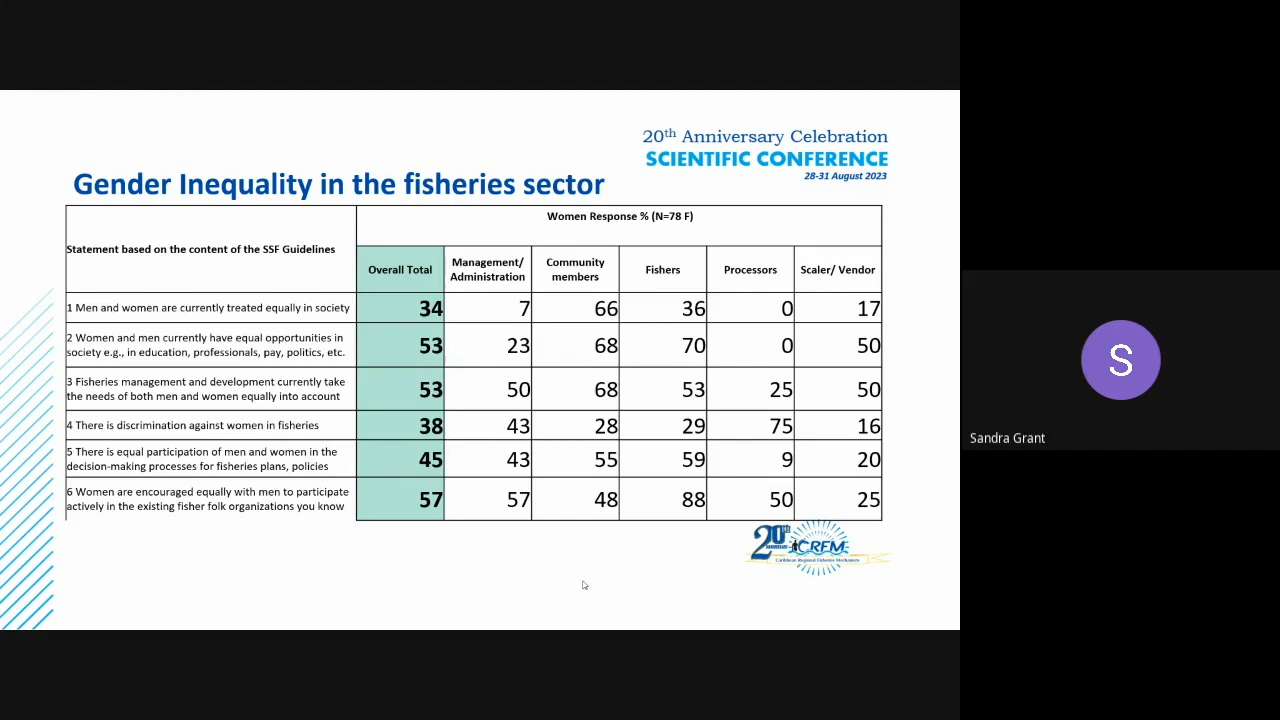 20th Anniversary Celebration
SCIENTIFIC CONFERENCE
28-31 August 2023
Gender Inequality in the fisheries sector
Statement based on the content of the SSF Guidelines
Women Response % (N=78 F)
Overall Total
Management/
Administration
Community
members
Fishers
Processors
Scaler/ Vendor
1 Men and women are currently treated equally in society 34 7 66 36 0 17
2 Women and men currently have equal opportunities in
society e.g., in education, professionals, pay, politics, etc.
53 23 68 70 0 50
3 Fisheries management and development currently take
the needs of both men and women equally into account
53 50 68 53 25 50
4 There is discrimination against women in fisheries 38 43 28 29 75 16
5 There is equal participation of men and women in the
decision-making processes for fisheries plans, policies
45 43 55 59 9 20
6 Women are encouraged equally with men to participate
actively in the existing fisher folk organizations you know
57 57 48 88 50 25
20th
ANNIVERSARY
CRFM
Caribbean Regional Fisheries Mechanism
S
Sandra Grant